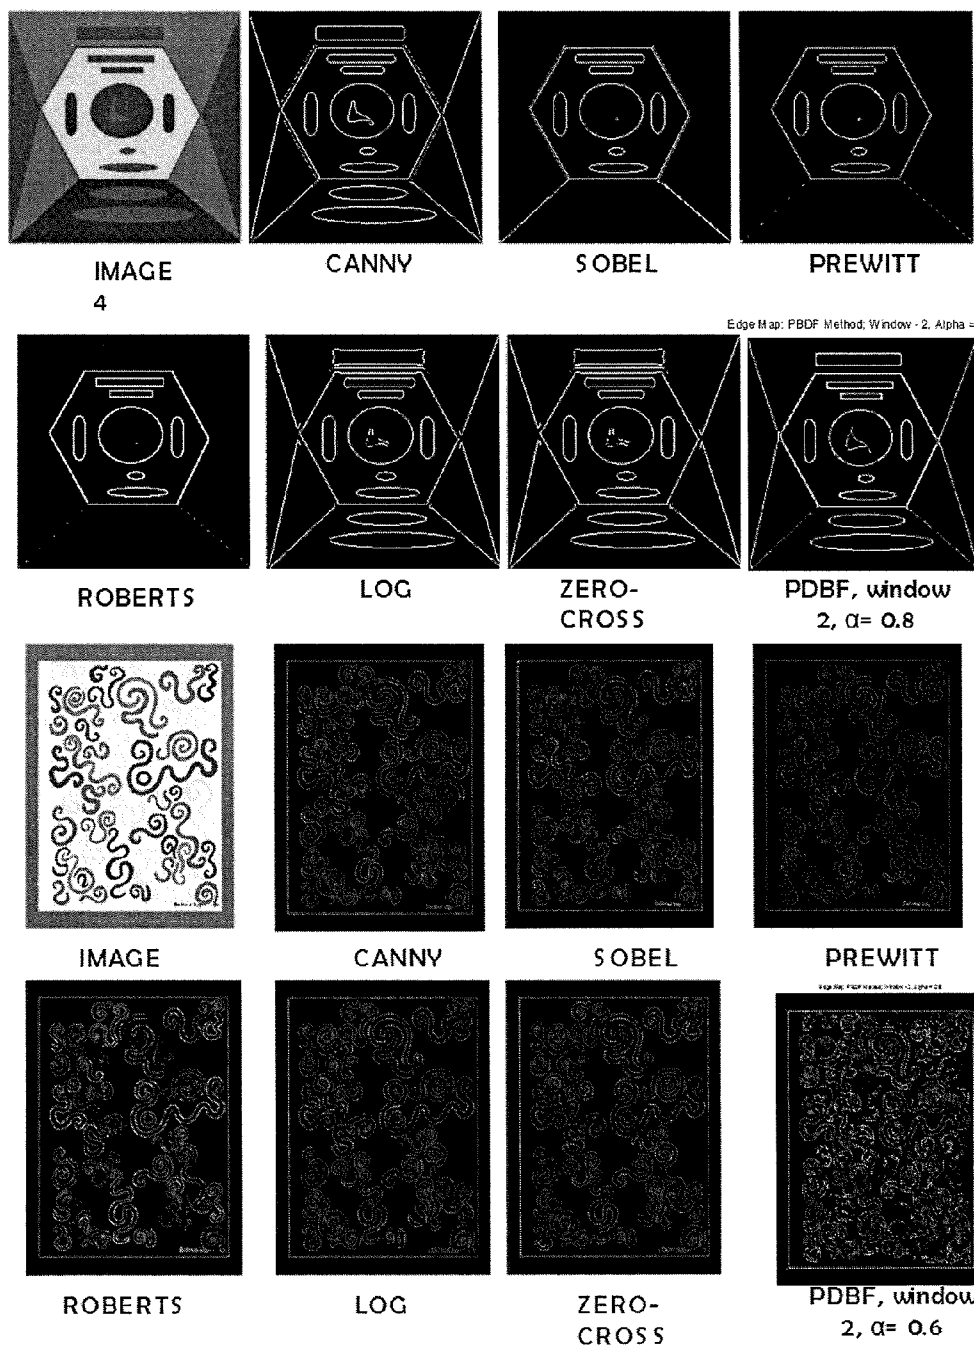 IMAGE
4
CANNY
SOBEL
PREWITT
Edge Map: PBDF Method; Window - 2, Alpha =
ROBERTS
LOG
ZERO-
CROSS
PDBF, window
2, α= 0.8
IMAGE
CANNY
SOBEL
PREWITT
ROBERTS
LOG
ZERO-
CROSS
PDBF, window
2, α= 0.6